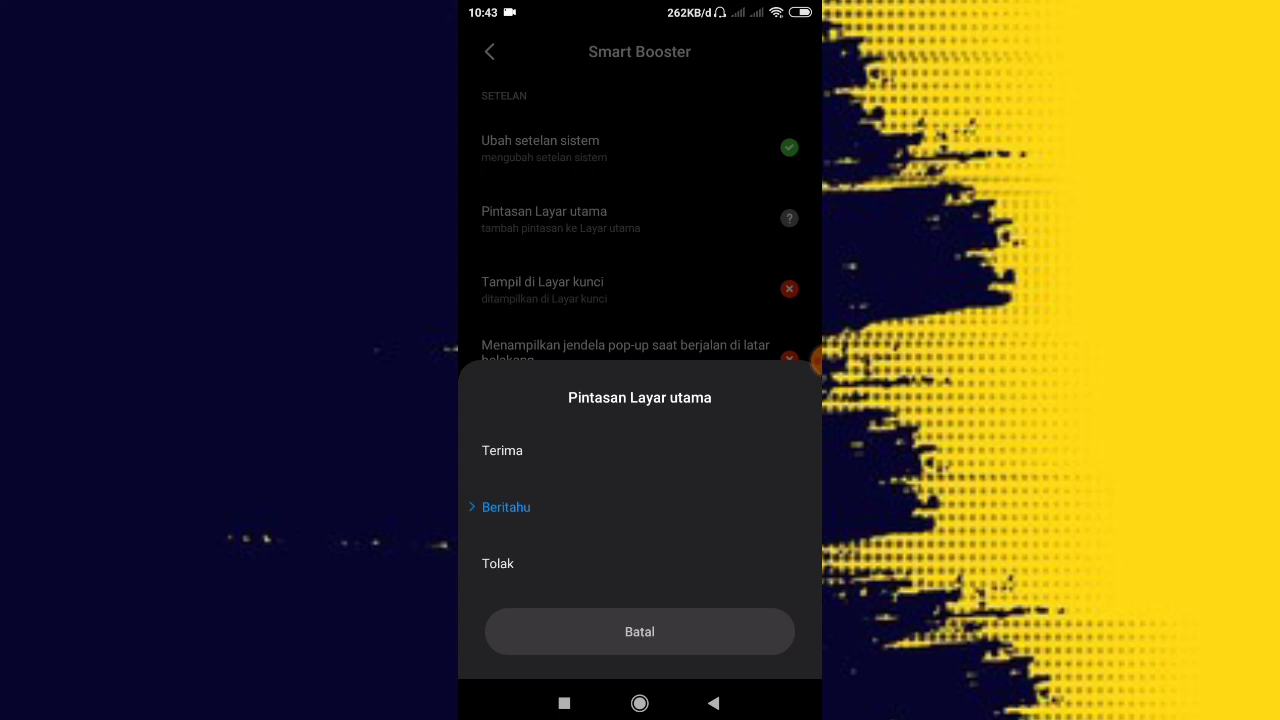 10:43
262KB/d
Smart Booster
SETELAN
Ubah setelan sistem
mengubah setelan sistem
Pintasan Layar utama
tambah pintasan ke Layar utama
Tampil di Layar kunci
ditampilkan di Layar kunci
Menampilkan jendela pop-up saat berjalan di latar
belakang
Pintasan Layar utama
Terima
Beritahu
Tolak
Batal